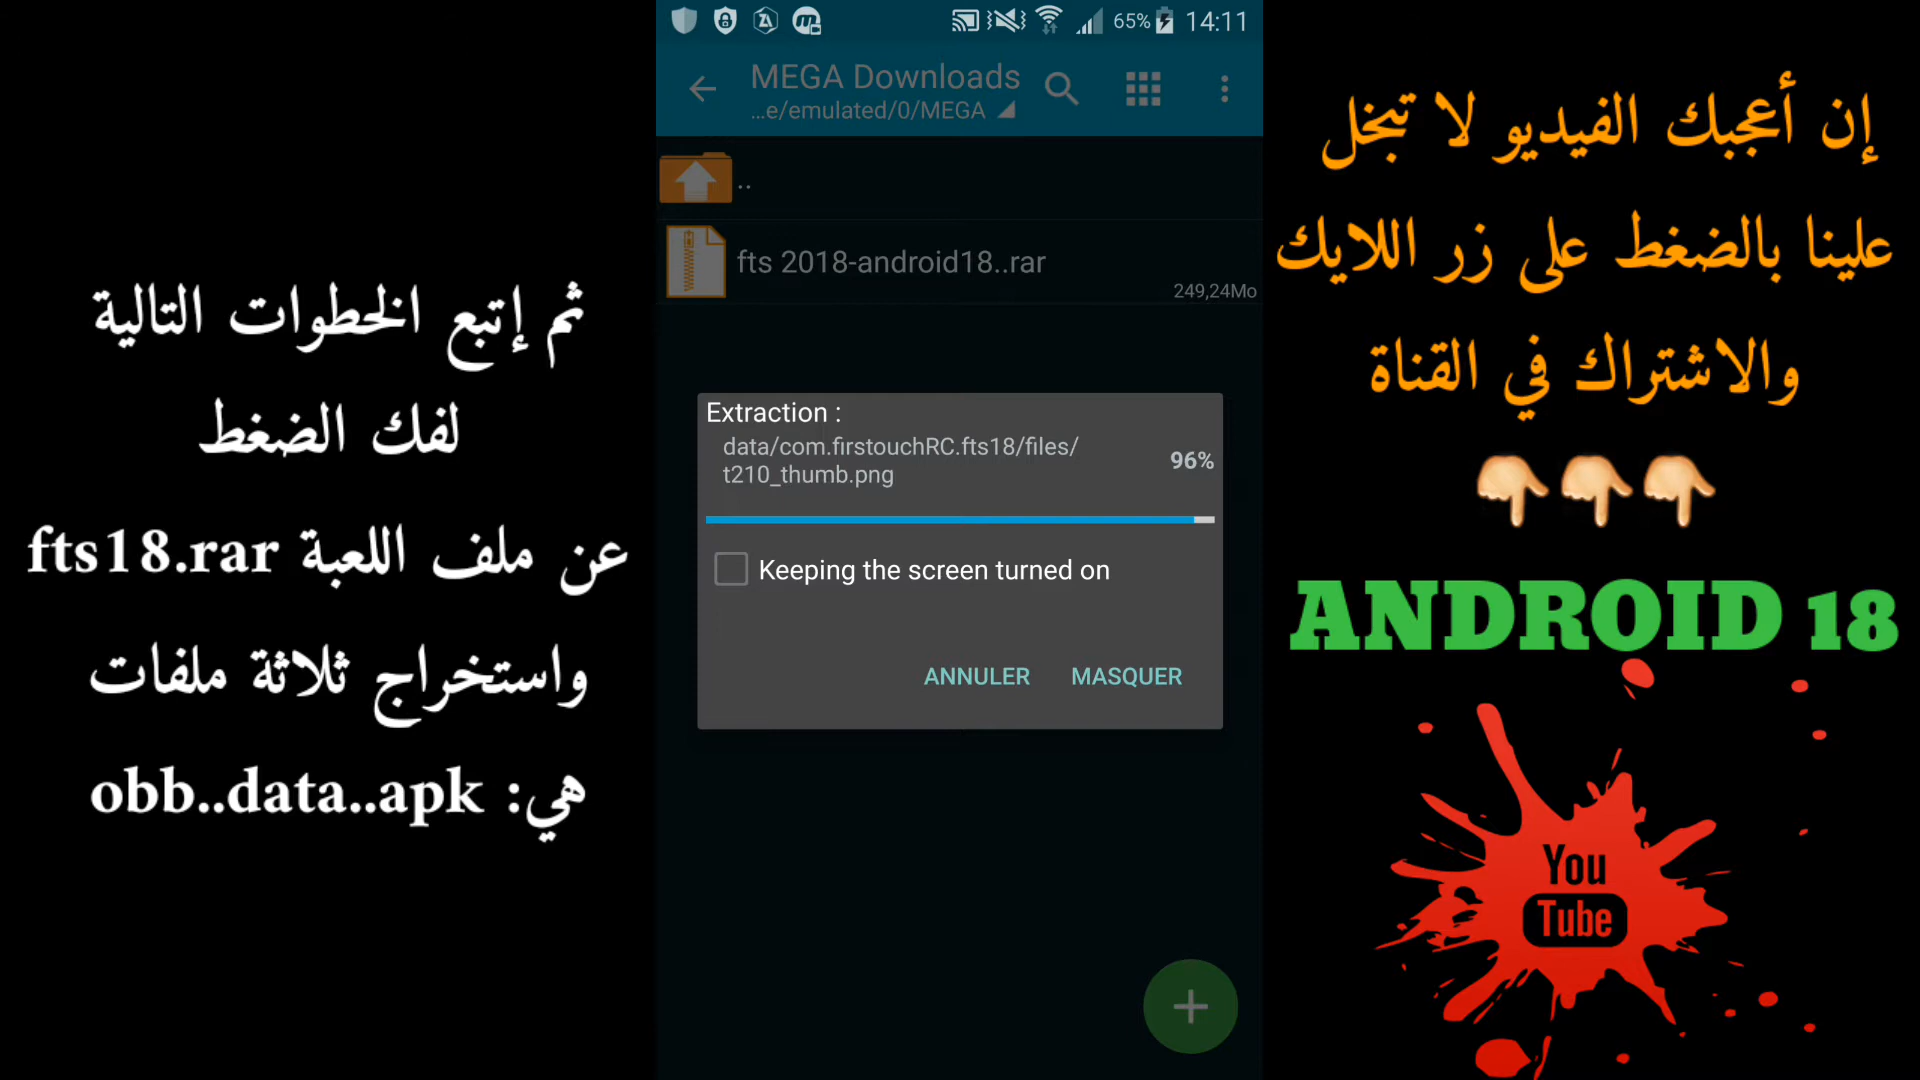 ثم إتبع الخطوات التالية
لفك الضغط
عن ملف اللعبة fts18.rar
واستخراج ثلاثة ملفات
هي: obb..data..apk
65% 14:11
MEGA Downloads
...e/emulated/0/MEGA
..
fts 2018-android18..rar
249,24Mo
Extraction :
data/com.firstouchRC.fts18/files/
t210_thumb.png
96%
Keeping the screen turned on
ANNULER MASQUER
إن أعجبك الفيديو لا تبخل
علينا بالضغط على زر اللايك
والاشتراك في القناة
ANDROID 18
You
Tube